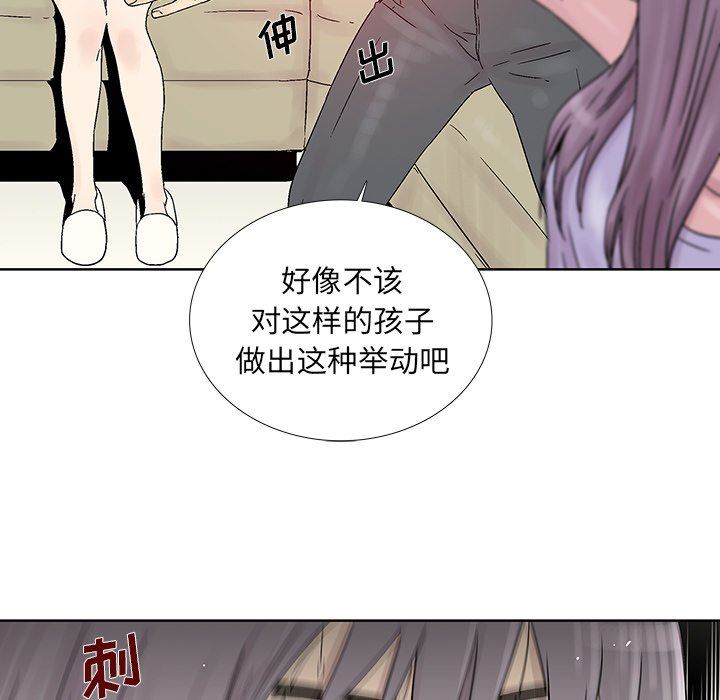 伸出
好像不该
对这样的孩子
做出这种举动吧
刺